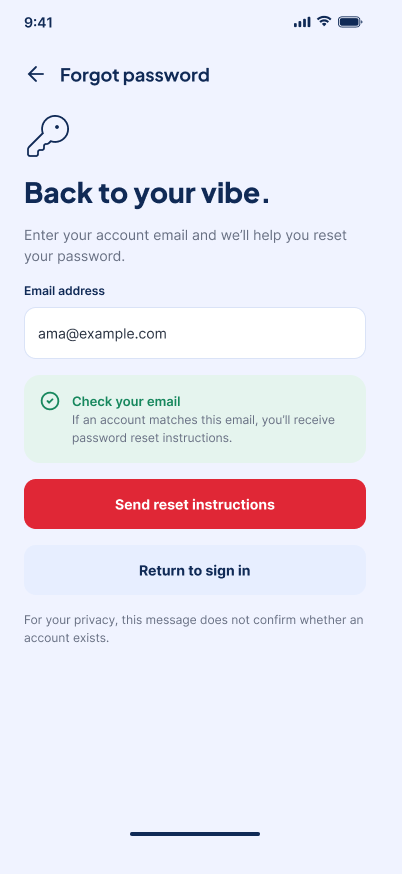 9:41
Forgot password
Back to your vibe.
Enter your account email and we'll help you reset
your password.
Email address
ama@example.com
Check your email
If an account matches this email, you'll receive
password reset instructions.
Send reset instructions
Return to sign in
For your privacy, this message does not confirm whether an
account exists.